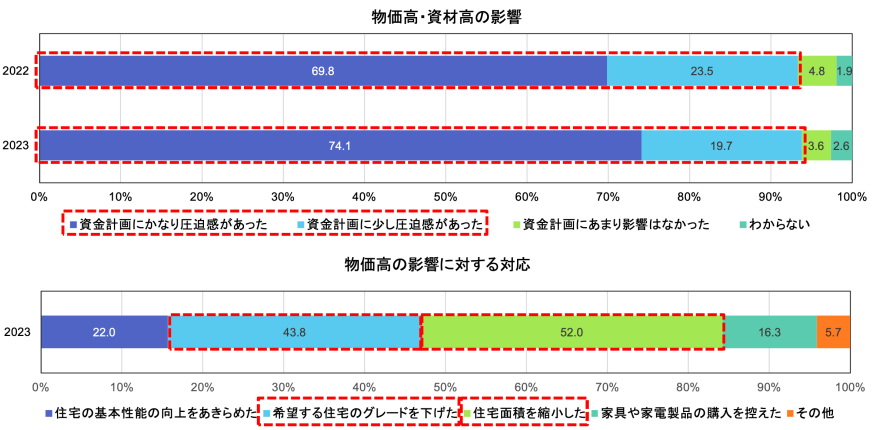 物価高・資材高の影響
2022 69.8 23.5 4.8 1.9
2023 74.1 19.7 3.6 2.6
0% 10% 20% 30% 40% 50% 60% 70% 80% 90% 100%
資金計画にかなり圧迫感があった 資金計画に少し圧迫感があった 資金計画にあまり影響はなかった わからない
物価高の影響に対する対応
2023 22.0 43.8 52.0 16.3 5.7
0% 10% 20% 30% 40% 50% 60% 70% 80% 90% 100%
住宅の基本性能の向上をあきらめた 希望する住宅のグレードを下げた 住宅面積を縮小した 家具や家電製品の購入を控えた その他